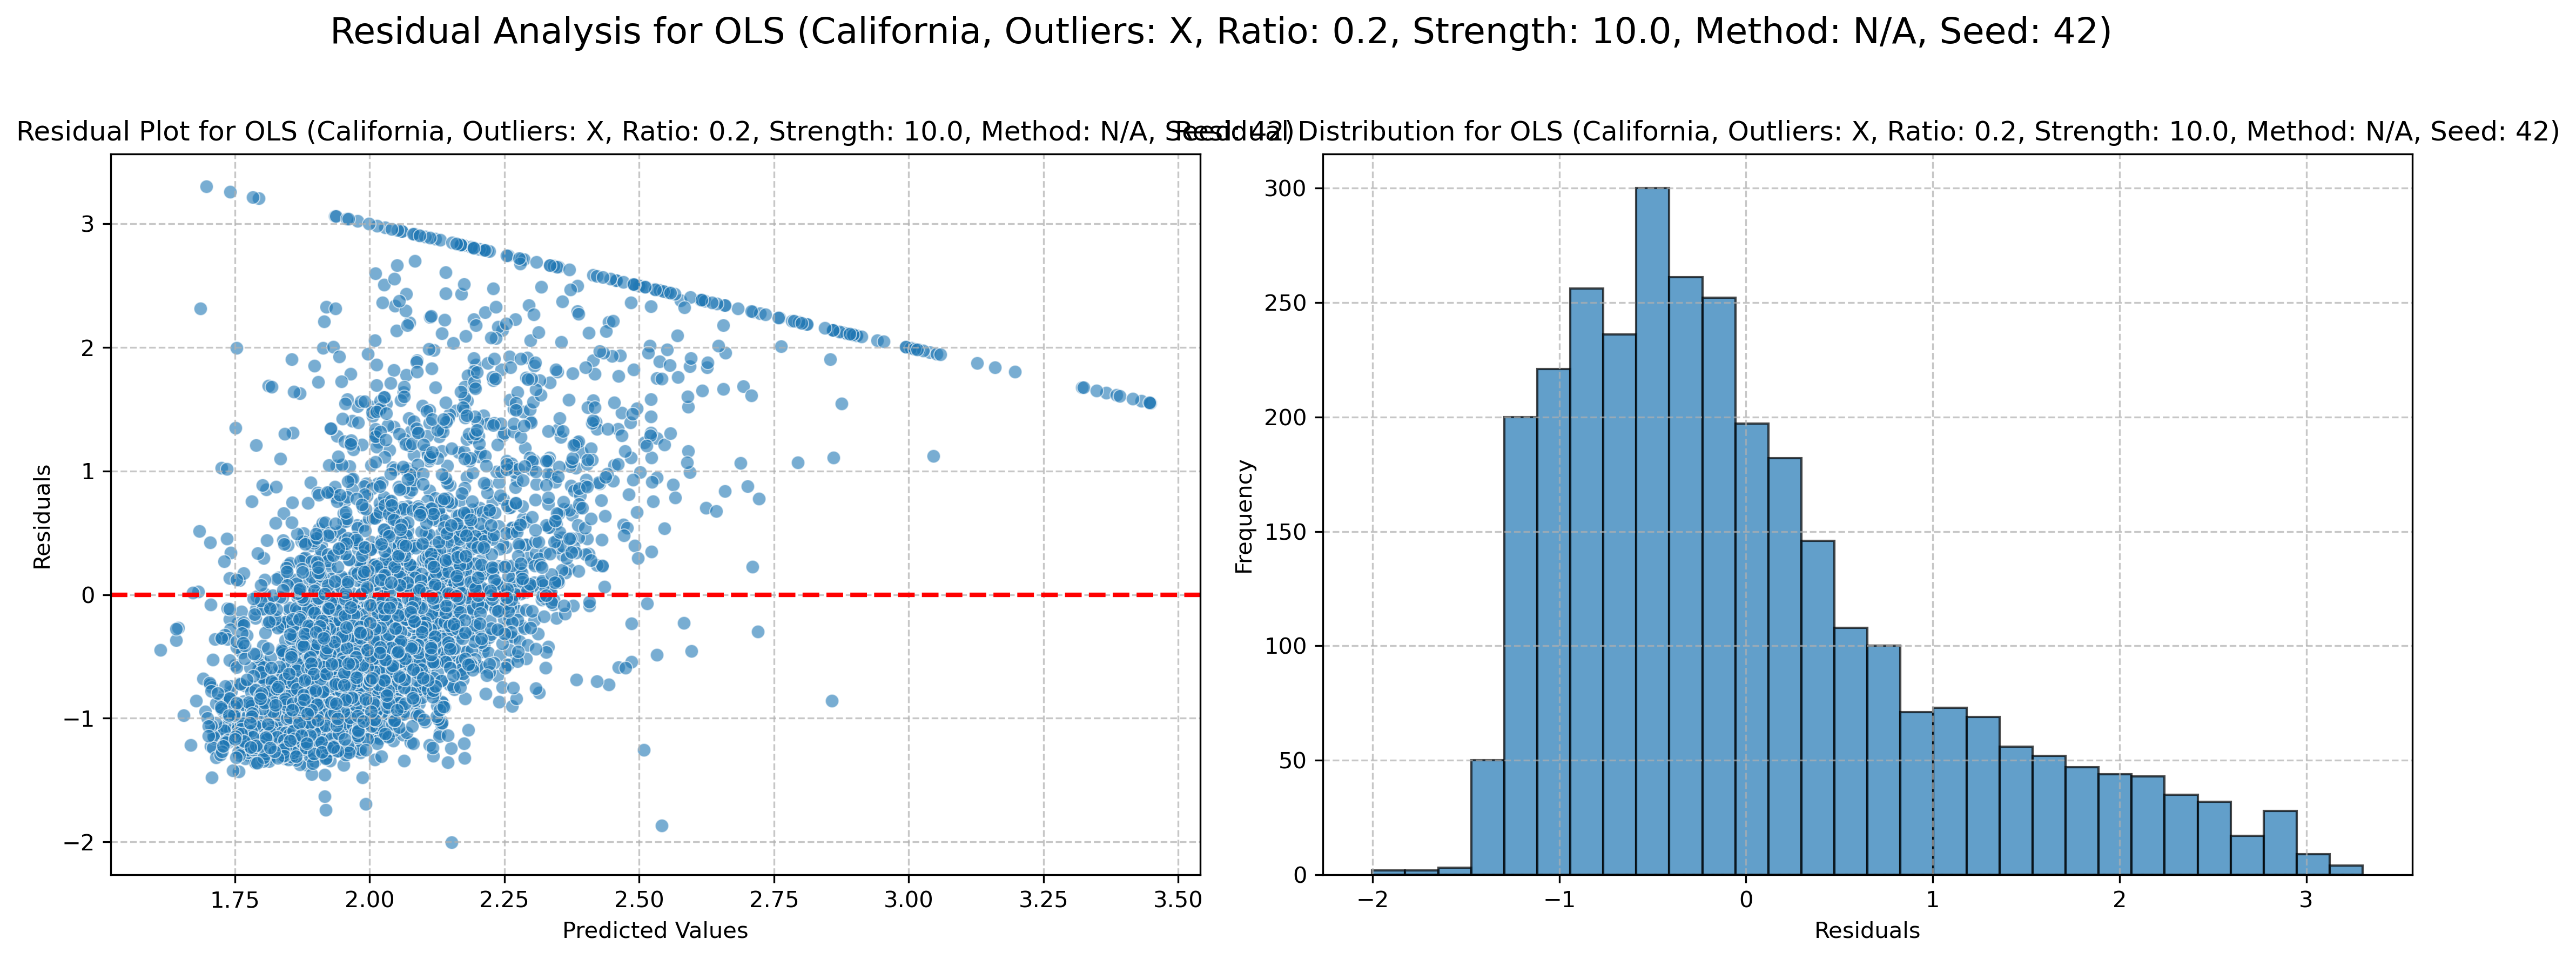 Residual Analysis for OLS (California, Outliers: X, Ratio: 0.2, Strength: 10.0, Method: N/A, Seed: 42)
Residual Plot for OLS (California, Outliers: X, Ratio: 0.2, Strength: 10.0, Method: N/A, Seed: 42)
Residuals
3
2
1
0
−1
−2
1.75 2.00 2.25 2.50 2.75 3.00 3.25 3.50
Predicted Values
Residual Distribution for OLS (California, Outliers: X, Ratio: 0.2, Strength: 10.0, Method: N/A, Seed: 42)
Frequency
300
250
200
150
100
50
0
−2 −1 0 1 2 3
Residuals